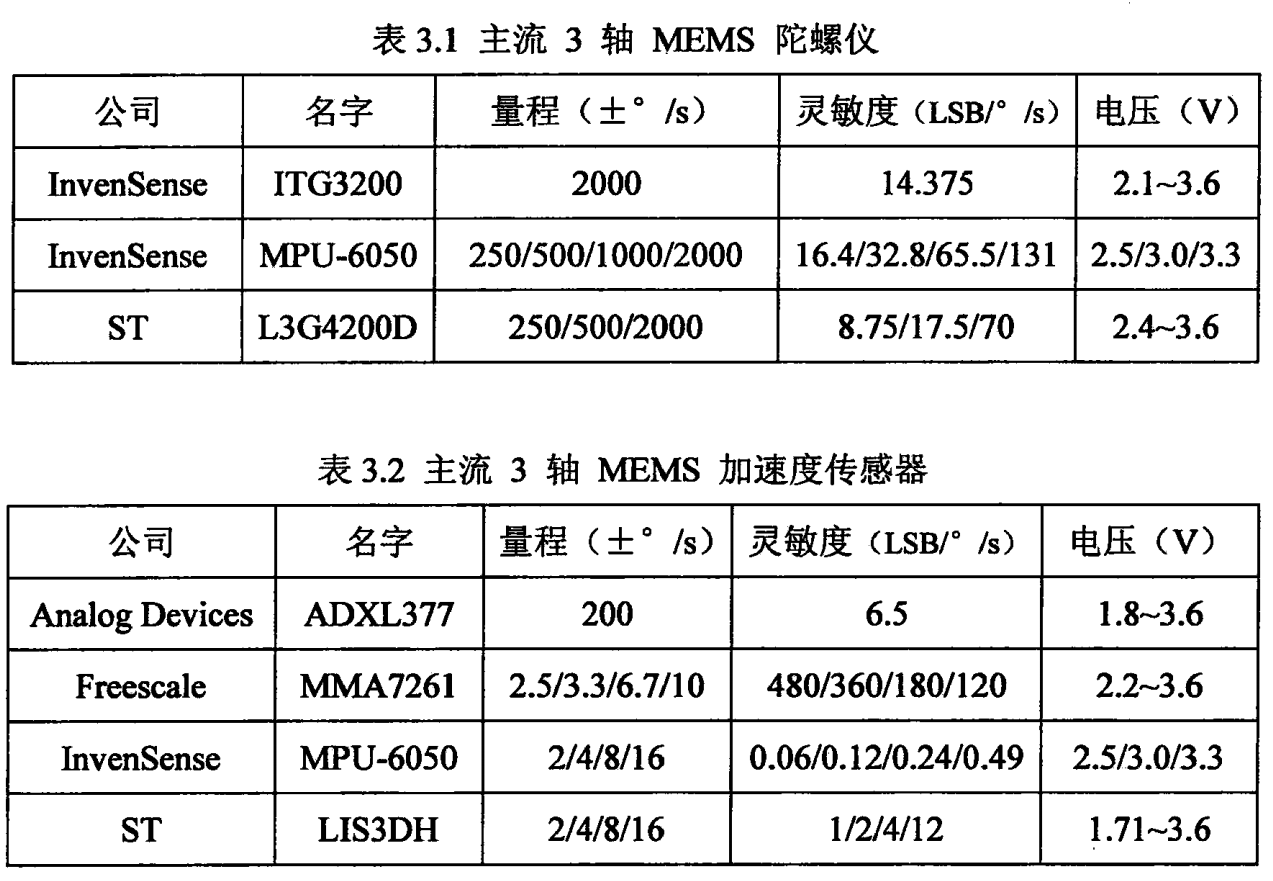 表 3.1 主流 3 轴 MEMS 陀螺仪
公司 名字 量程（±° /s） 灵敏度（LSB/° /s） 电压（V）
InvenSense ITG3200 2000 14.375 2.1~3.6
InvenSense MPU-6050 250/500/1000/2000 16.4/32.8/65.5/131 2.5/3.0/3.3
ST L3G4200D 250/500/2000 8.75/17.5/70 2.4~3.6
表 3.2 主流 3 轴 MEMS 加速度传感器
公司 名字 量程（±° /s） 灵敏度（LSB/° /s） 电压（V）
Analog Devices ADXL377 200 6.5 1.8~3.6
Freescale MMA7261 2.5/3.3/6.7/10 480/360/180/120 2.2~3.6
InvenSense MPU-6050 2/4/8/16 0.06/0.12/0.24/0.49 2.5/3.0/3.3
ST LIS3DH 2/4/8/16 1/2/4/12 1.71~3.6